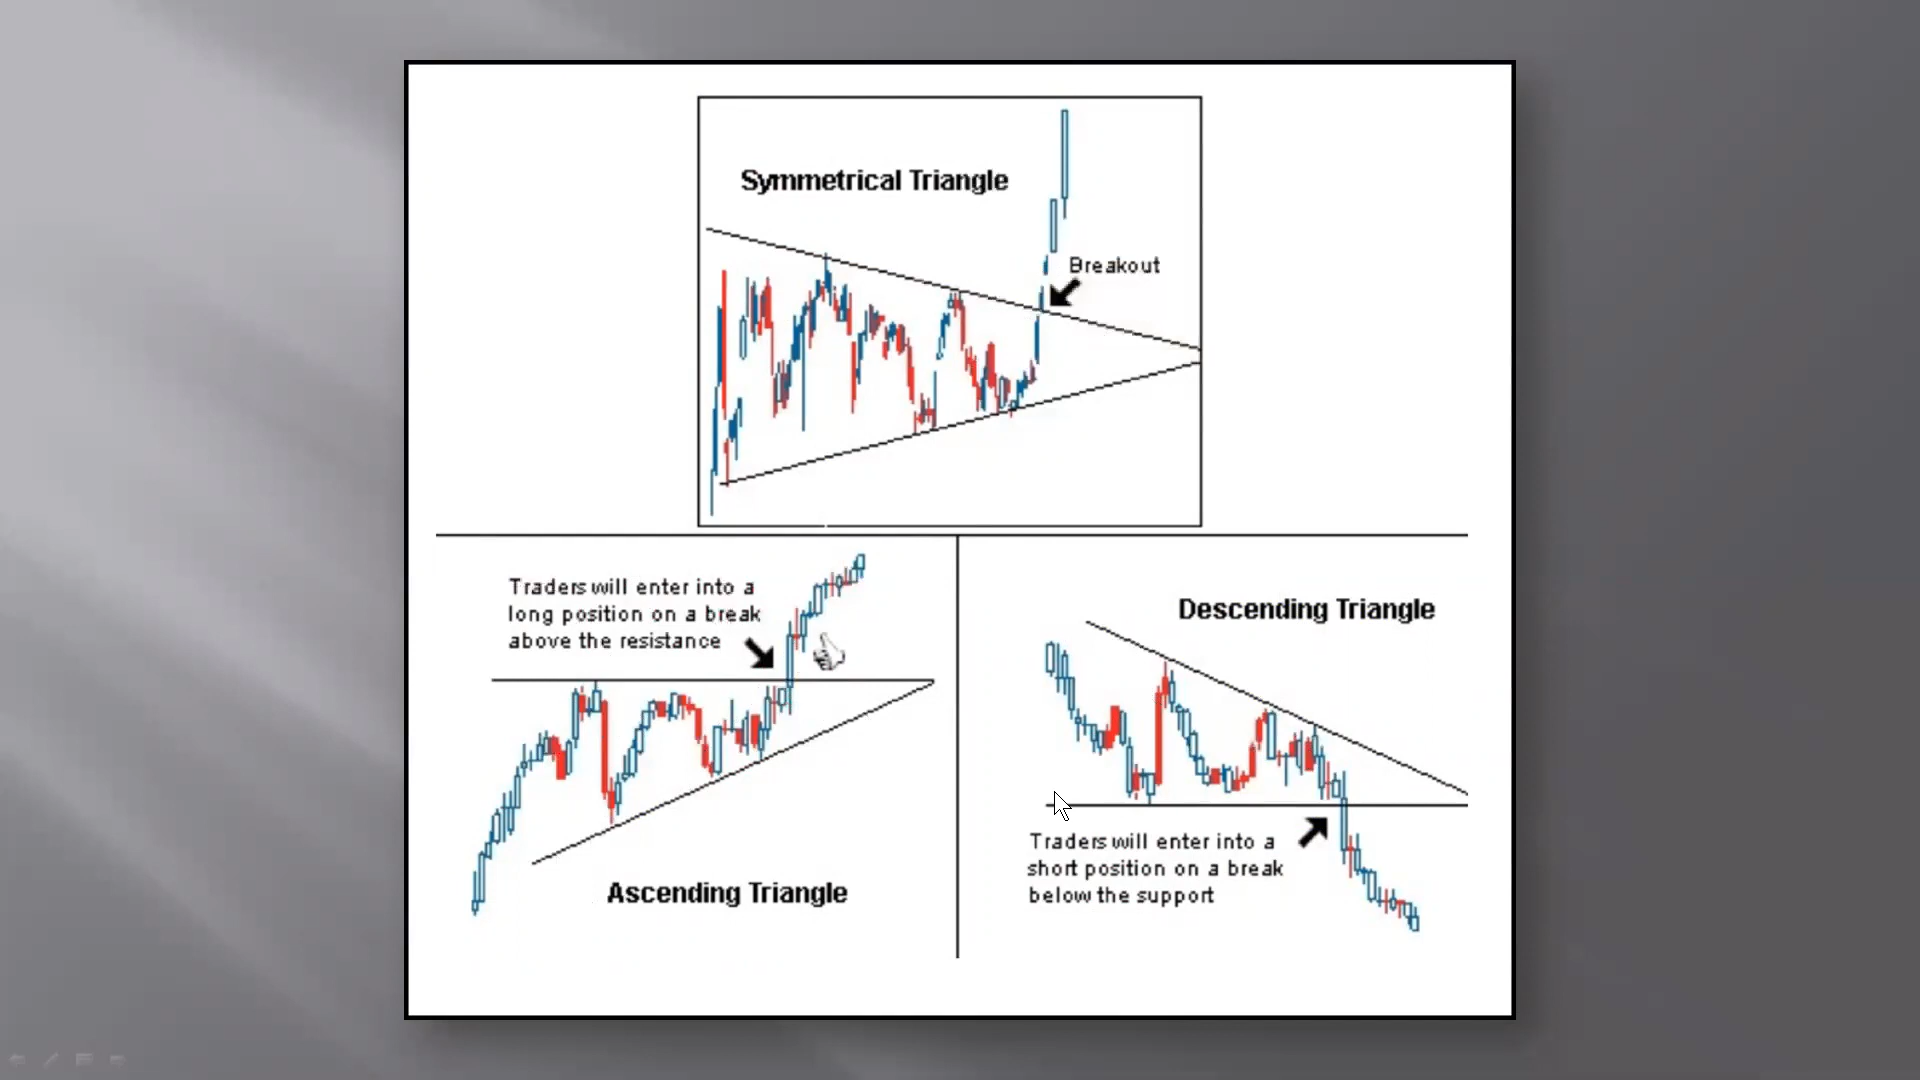 Symmetrical Triangle
Breakout
Traders will enter into a
long position on a break
above the resistance
Ascending Triangle
Descending Triangle
Traders will enter into a
short position on a break
below the support